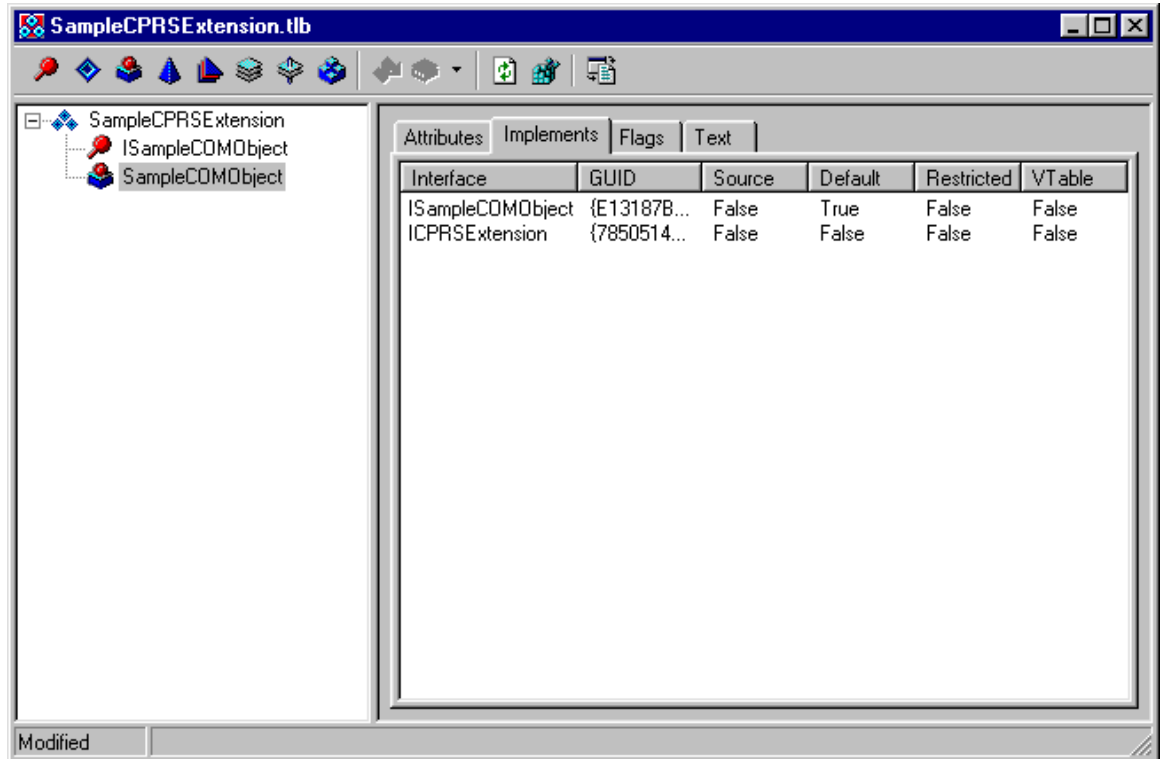 SampleCPRSExtension.tlb
SampleCPRSExtension
ISampleCOMObject
SampleCOMObject
Attributes Implements Flags Text
Interface GUID Source Default Restricted VTable
ISampleCOMObject {E13187B... False True False False
ICPRSExtension {7850514... False False False False
Modified